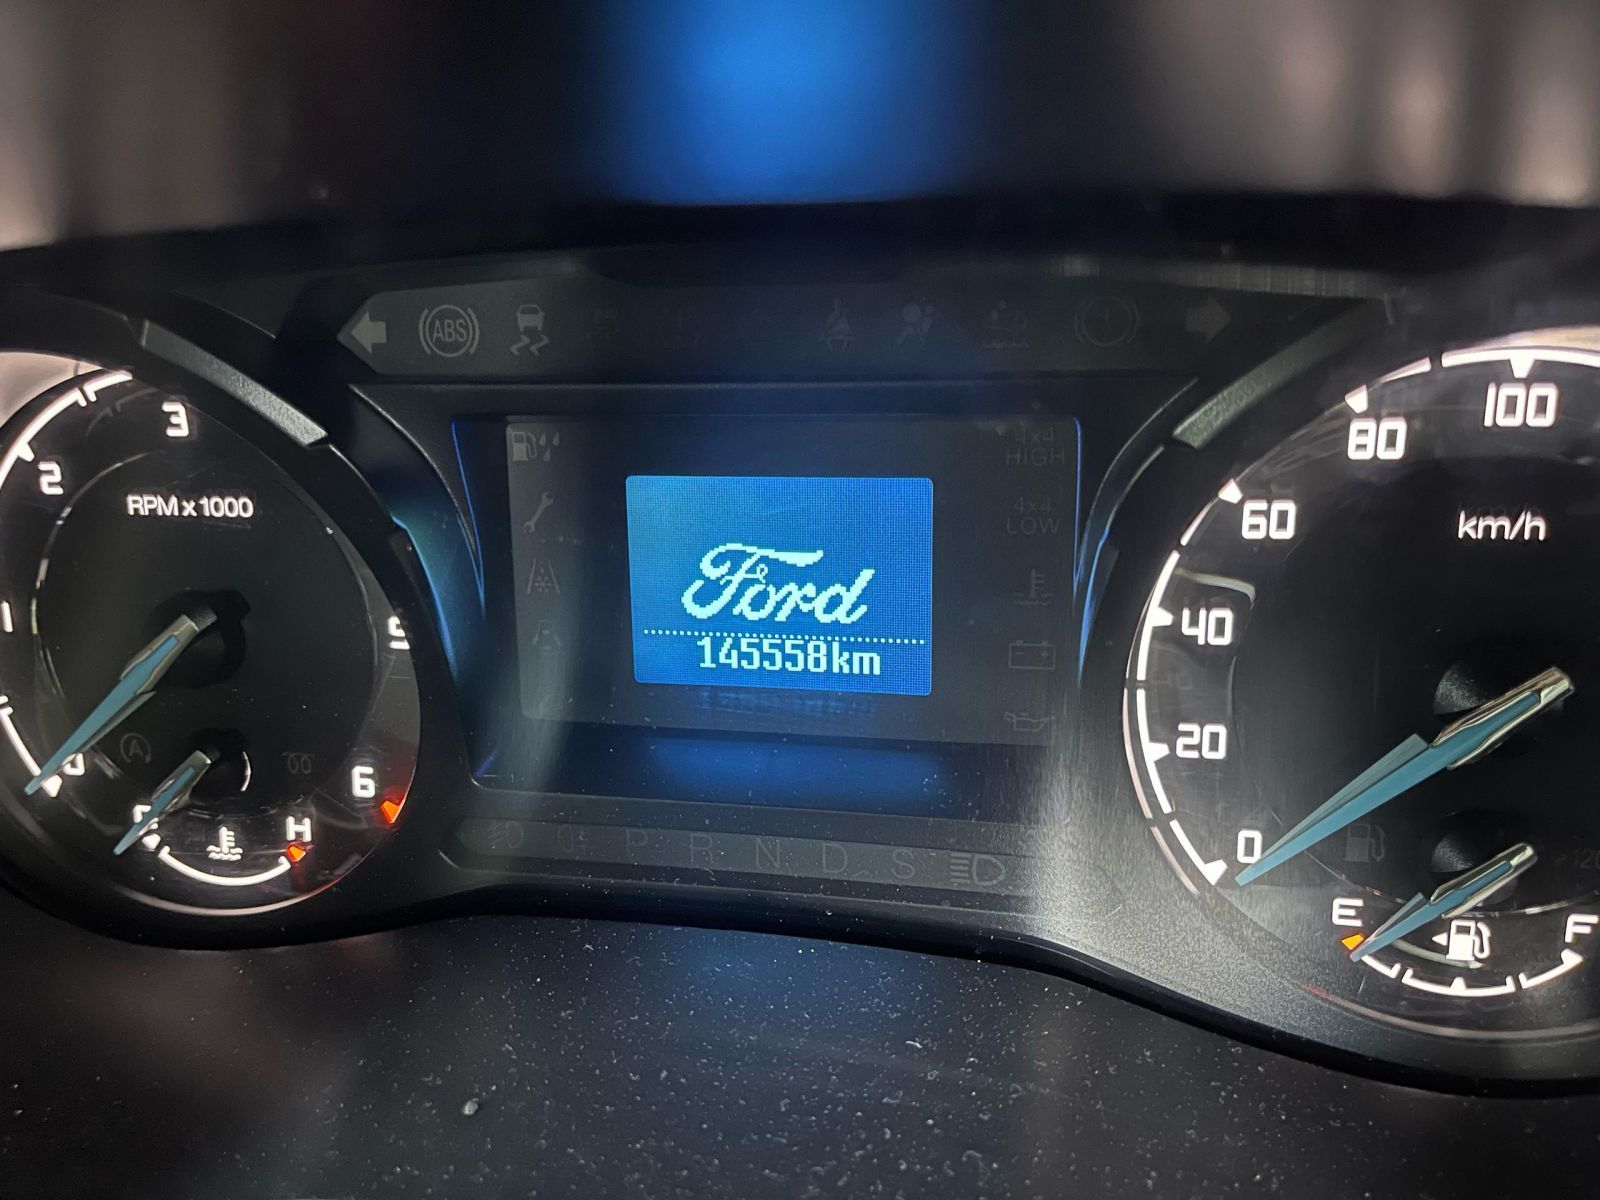 ABS
4x4
HIGH
4x4
LOW
1
2
3
5
6
RPM x 1000
Ford
145558km
A
H
P R N D S
0
20
40
60
80
100
km/h
E
F